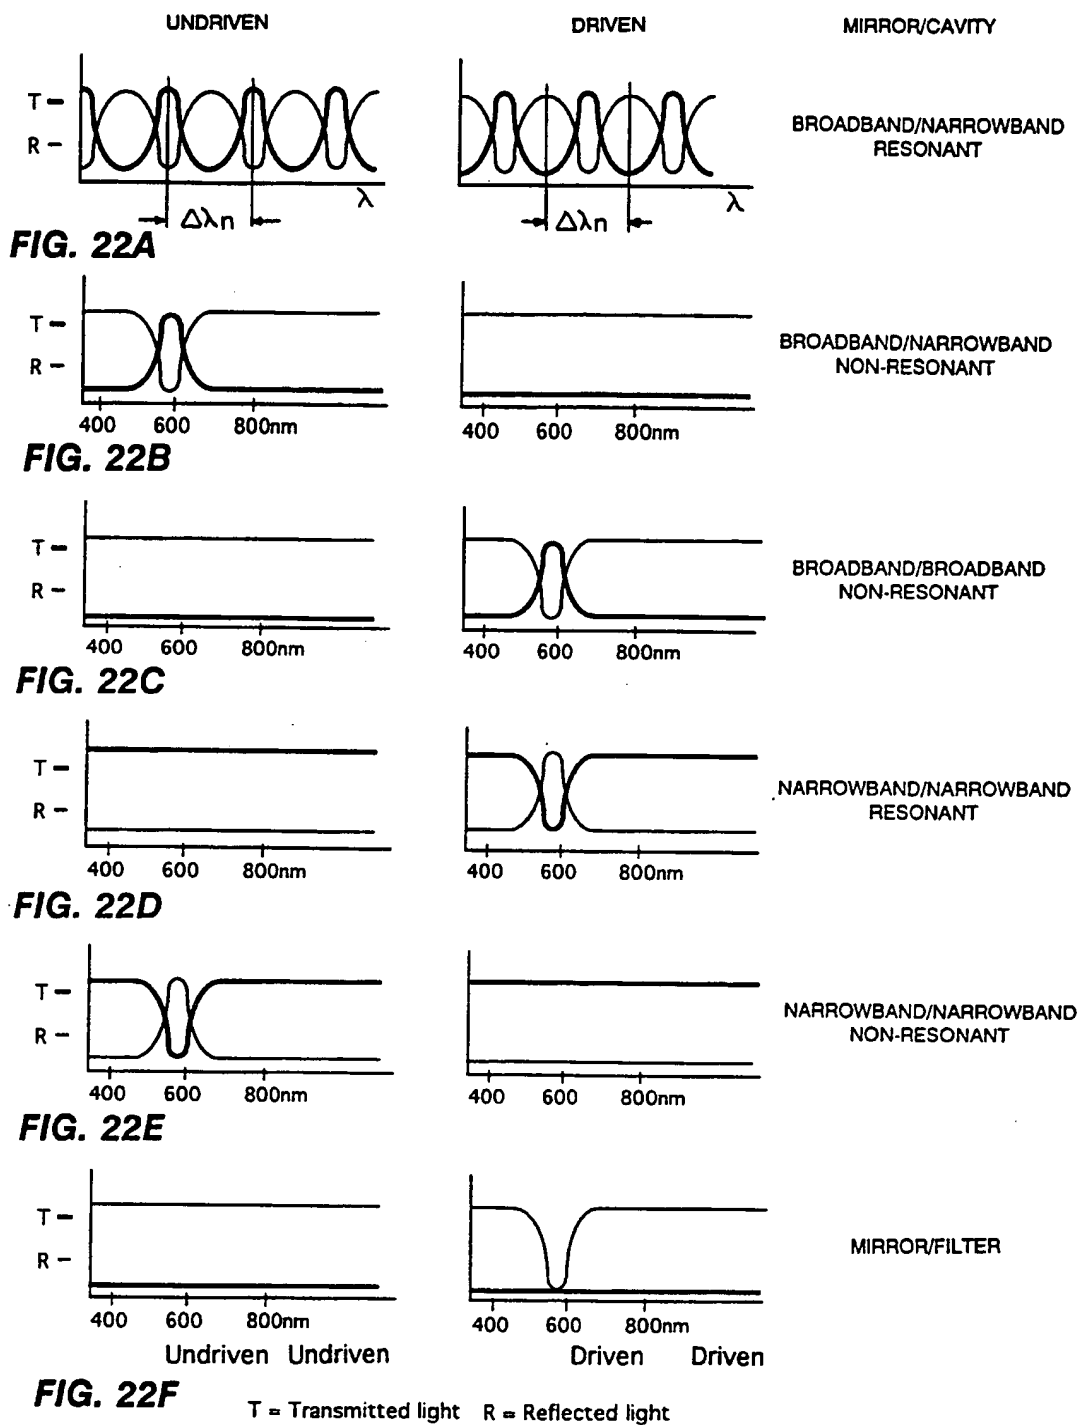 UNDRIVEN DRIVEN MIRROR/CAVITY
T –
R –
BROADBAND/NARROWBAND
RESONANT
λ λ
Δλn Δλn
FIG. 22A
T –
R –
BROADBAND/NARROWBAND
NON-RESONANT
400 600 800nm 400 600 800nm
FIG. 22B
T –
R –
BROADBAND/BROADBAND
NON-RESONANT
400 600 800nm 400 600 800nm
FIG. 22C
T –
R –
NARROWBAND/NARROWBAND
RESONANT
400 600 800nm 400 600 800nm
FIG. 22D
T –
R –
NARROWBAND/NARROWBAND
NON-RESONANT
400 600 800nm 400 600 800nm
FIG. 22E
T –
R –
MIRROR/FILTER
400 600 800nm 400 600 800nm
Undriven Undriven Driven Driven
FIG. 22F
T = Transmitted light R = Reflected light